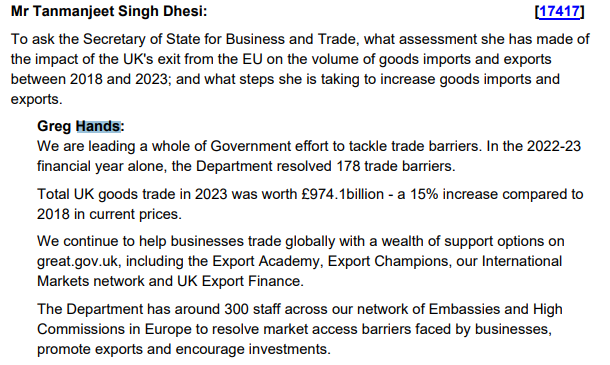 Mr Tanmanjeet Singh Dhesi: [17417]
To ask the Secretary of State for Business and Trade, what assessment she has made of
the impact of the UK's exit from the EU on the volume of goods imports and exports
between 2018 and 2023; and what steps she is taking to increase goods imports and
exports.
Greg Hands:
We are leading a whole of Government effort to tackle trade barriers. In the 2022-23
financial year alone, the Department resolved 178 trade barriers.
Total UK goods trade in 2023 was worth £974.1billion - a 15% increase compared to
2018 in current prices.
We continue to help businesses trade globally with a wealth of support options on
great.gov.uk, including the Export Academy, Export Champions, our International
Markets network and UK Export Finance.
The Department has around 300 staff across our network of Embassies and High
Commissions in Europe to resolve market access barriers faced by businesses,
promote exports and encourage investments.